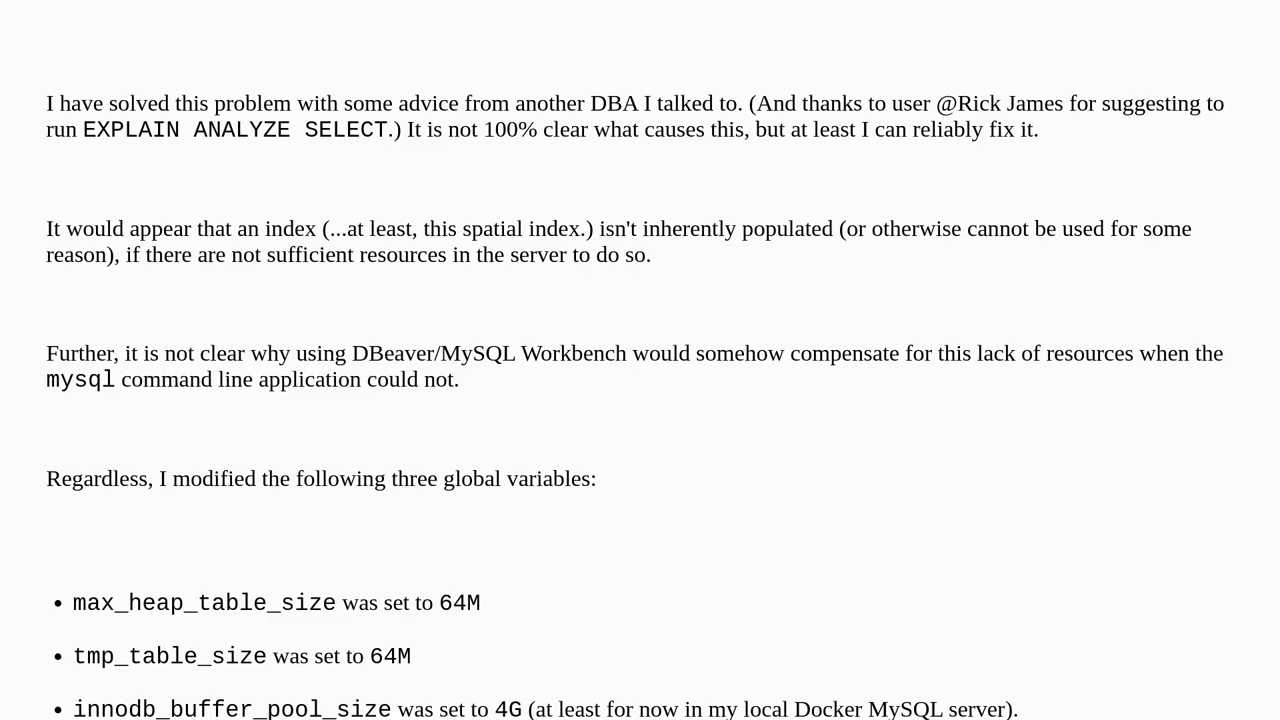 I have solved this problem with some advice from another DBA I talked to. (And thanks to user @Rick James for suggesting to
run EXPLAIN ANALYZE SELECT.) It is not 100% clear what causes this, but at least I can reliably fix it.
It would appear that an index (...at least, this spatial index.) isn't inherently populated (or otherwise cannot be used for some
reason), if there are not sufficient resources in the server to do so.
Further, it is not clear why using DBeaver/MySQL Workbench would somehow compensate for this lack of resources when the
mysql command line application could not.
Regardless, I modified the following three global variables:
• max_heap_table_size was set to 64M
• tmp_table_size was set to 64M
• innodb_buffer_pool_size was set to 4G (at least for now in my local Docker MySQL server).